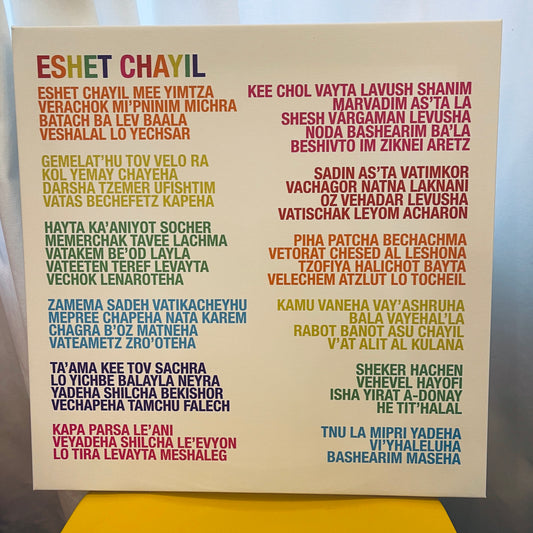 ESHET CHAYIL
ESHET CHAYIL MEE YIMTZA
VERACHOK MI'PNINIM MICHRA
BATACH BA LEV BAALA
VESHALAL LO YECHSAR
GEMELAT'HU TOV VELO RA
KOL YEMAY CHAYEHA
DARSHA TZEMER UFISHTIM
VATAS BECHEFETZ KAPEHA
HAYTA KA'ANIYOT SOCHER
MEMERCHAK TAVEE LACHMA
VATAKEM BE'OD LAYLA
VATEETEN TEREF LEVAYTA
VECHOK LENAROTEHA
ZAMEMA SADEH VATIKACHEYHU
MEPREE CHAPEHA NATA KAREM
CHAGRA B'OZ MATNEHA
VATEAMETZ ZRO'OTEHA
TA'AMA KEE TOV SACHRA
LO YICHBE BALAYLA NEYRA
YADEHA SHILCHA BEKISHOR
VECHAPEHA TAMCHU FALECH
KAPA PARSA LE'ANI
VEYADEHA SHILCHA LE'EVYON
LO TIRA LEVAYTA MESHALEG
KEE CHOL VAYTA LAVUSH SHANIM
MARVADIM AS'TA LA
SHESH VARGAMAN LEVUSHA
NODA BASHEARIM BA'LA
BESHIVTO IM ZIKNEI ARETZ
SADIN AS'TA VATIMKOR
VACHAGOR NATNA LAKNANI
OZ VEHADAR LEVUSHA
VATISCHAK LEYOM ACHARON
PIHA PATCHA BECHACHMA
VETORAT CHESED AL LESHONA
TZOFIYA HALICHOT BAYTA
VELECHEM ATZLUT LO TOCHEIL
KAMU VANEHA VAY'ASHRUHA
BALA VAYEHAL'LA
RABOT BANOT ASU CHAYIL
V'AT ALIT AL KULANA
SHEKER HACHEN
VEHEVEL HAYOFI
ISHA YIRAT A-DONAY
HE TIT'HALAL
TNU LA MIPRI YADEHA
VI'YHALELUHA
BASHEARIM MASEHA